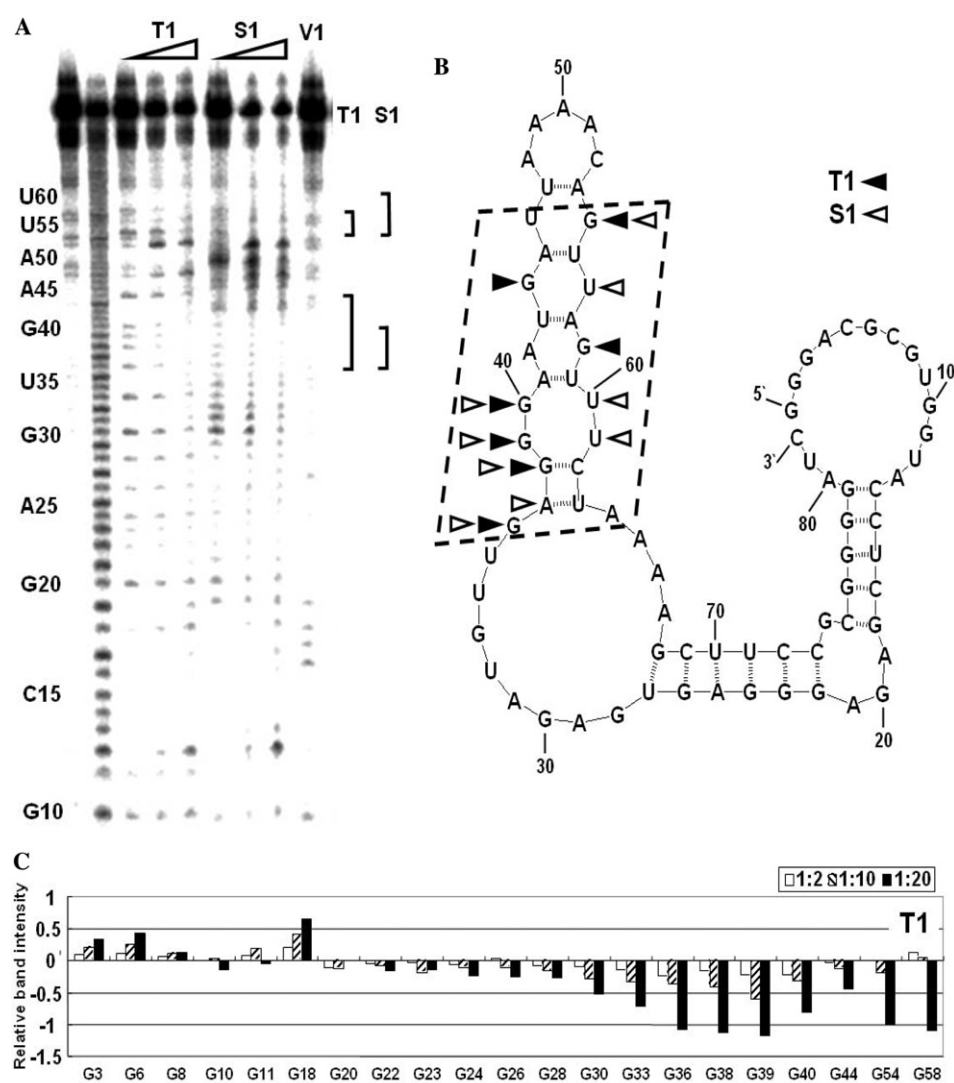 A
T1 S1 V1
T1 S1
U60
U55
A50
A45
G40
U35
G30
A25
G20
C15
G10
B
T1
S1
5`
GGGACGCGUGGUACCUCGAGAGGGAGUGAGAUGUUGAGGGAAUGAUUAAAACAGUUAGUUUCUAAAAGCUUCCGCGGGGAUC
3`
10
20
30
40
50
60
70
80
C
1:2 1:10 1:20
T1
Relative band intensity
1
0.5
0
-0.5
-1
-1.5
G3 G6 G8 G10 G11 G18 G20 G22 G23 G24 G26 G28 G30 G33 G36 G38 G39 G40 G44 G54 G58